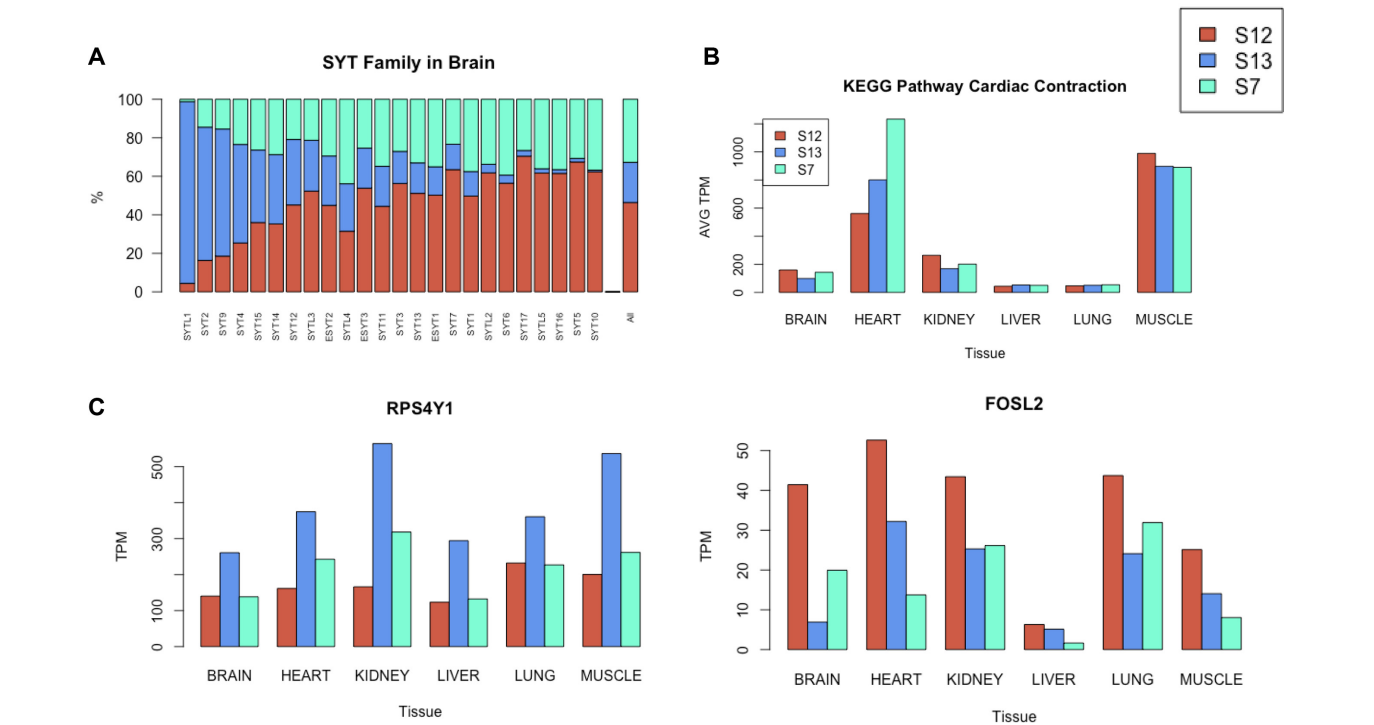 S12
S13
S7
A
SYT Family in Brain
%
100
80
60
40
20
0
SYTL1
SYT2
SYT9
SYT4
SYT15
SYT14
SYT12
SYTL3
ESYT2
SYTL4
ESYT3
SYT11
SYT3
SYT13
ESYT1
SYT7
SYT1
SYTL2
SYT6
SYT17
SYTL5
SYT16
SYT5
SYT10
All
B
KEGG Pathway Cardiac Contraction
S12
S13
S7
AVG TPM
1000
600
200
0
BRAIN HEART KIDNEY LIVER LUNG MUSCLE
Tissue
C
RPS4Y1
TPM
500
300
100
0
BRAIN HEART KIDNEY LIVER LUNG MUSCLE
Tissue
FOSL2
TPM
50
40
30
20
10
0
BRAIN HEART KIDNEY LIVER LUNG MUSCLE
Tissue